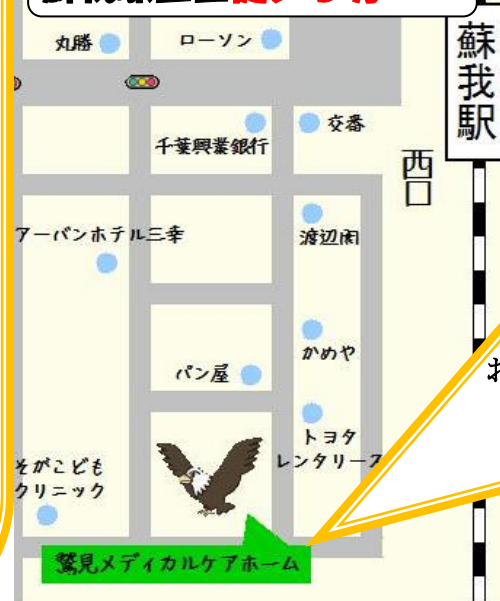 丸勝
ローソン
蘇我駅
千葉興業銀行
交番
西口
アーバンホテル三幸
渡辺内
かめや
パン屋
トヨタ
レンタリース
そがこども
クリニック
鷲見メディカルケアホーム